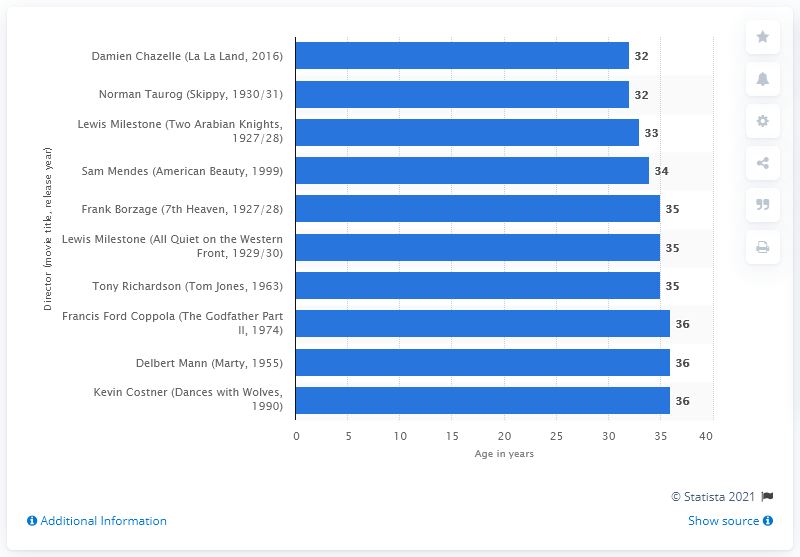 Director (movie title, release year)
Damien Chazelle (La La Land, 2016)
32
Norman Taurog (Skippy, 1930/31)
32
Lewis Milestone (Two Arabian Knights,
1927/28)
33
Sam Mendes (American Beauty, 1999)
34
Frank Borzage (7th Heaven, 1927/28)
35
Lewis Milestone (All Quiet on the Western
Front, 1929/30)
35
Tony Richardson (Tom Jones, 1963)
35
Francis Ford Coppola (The Godfather Part
II, 1974)
36
Delbert Mann (Marty, 1955)
36
Kevin Costner (Dances with Wolves,
1990)
36
0 5 10 15 20 25 30 35 40
Age in years
© Statista 2021
Additional Information
Show source